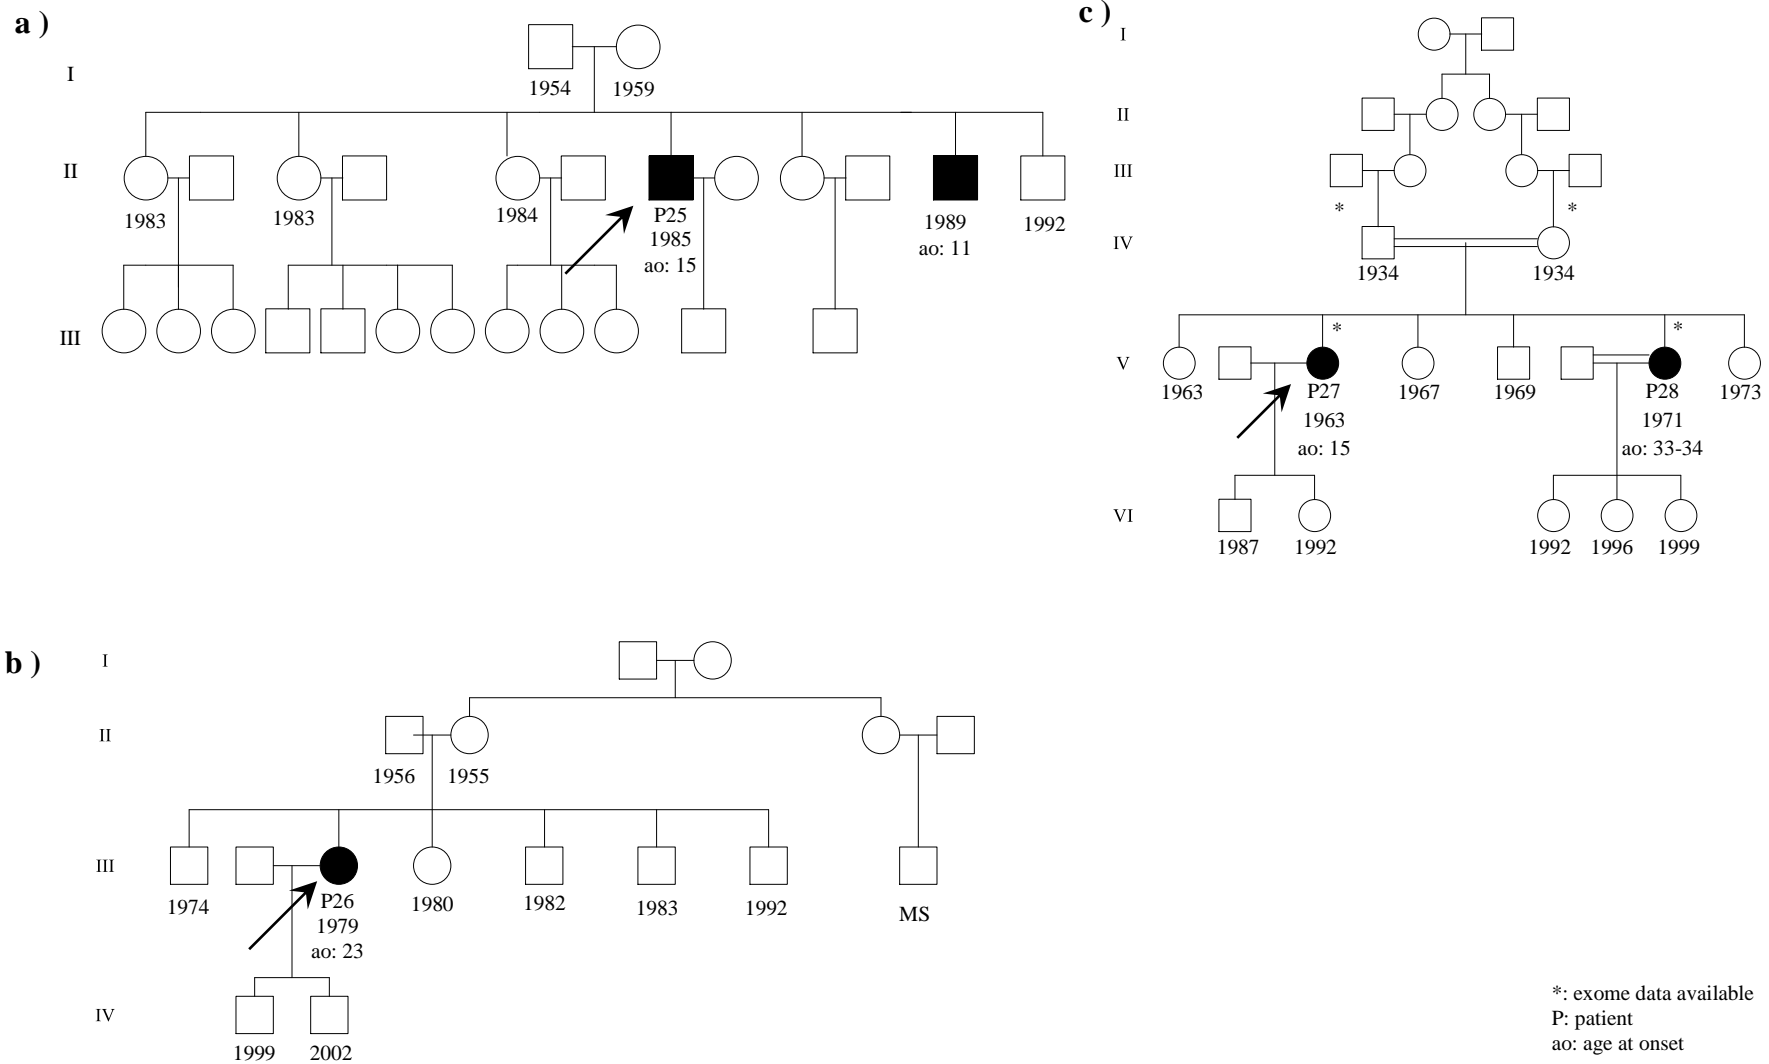 a )
I
1954 1959
II
1983 1983 1984 P25 1989 1992
1985 ao: 11
ao: 15
III
c )
I
II
III
* *
IV
1934 1934
* *
V
1963 P27 1967 1969 P28 1973
1963 1971
ao: 15 ao: 33-34
VI
1987 1992 1992 1996 1999
b )
I
II
1956 1955
III
1974 P26 1980 1982 1983 1992 MS
1979
ao: 23
IV
1999 2002
*: exome data available
P: patient
ao: age at onset